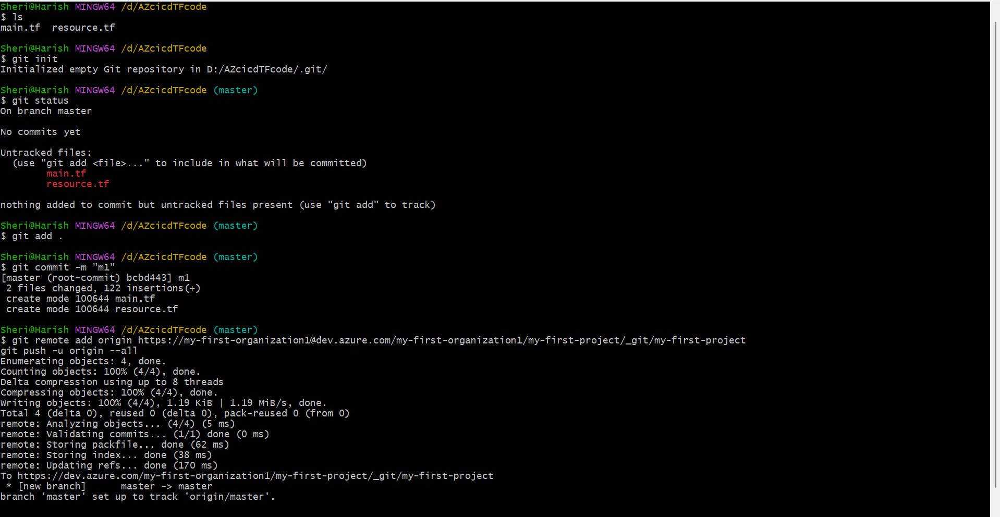 Sheri@Harish MINGW64 /d/AZcicdTFcode
$ ls
main.tf  resource.tf
Sheri@Harish MINGW64 /d/AZcicdTFcode
$ git init
Initialized empty Git repository in D:/AZcicdTFcode/.git/
Sheri@Harish MINGW64 /d/AZcicdTFcode (master)
$ git status
On branch master
No commits yet
Untracked files:
  (use "git add <file>..." to include in what will be committed)
        main.tf
        resource.tf
nothing added to commit but untracked files present (use "git add" to track)
Sheri@Harish MINGW64 /d/AZcicdTFcode (master)
$ git add .
Sheri@Harish MINGW64 /d/AZcicdTFcode (master)
$ git commit -m "m1"
[master (root-commit) bcbd443] m1
 2 files changed, 122 insertions(+)
 create mode 100644 main.tf
 create mode 100644 resource.tf
Sheri@Harish MINGW64 /d/AZcicdTFcode (master)
$ git remote add origin https://my-first-organization1@dev.azure.com/my-first-organization1/my-first-project/_git/my-first-project
git push -u origin --all
Enumerating objects: 4, done.
Counting objects: 100% (4/4), done.
Delta compression using up to 8 threads
Compressing objects: 100% (4/4), done.
Writing objects: 100% (4/4), 1.19 KiB | 1.19 MiB/s, done.
Total 4 (delta 0), reused 0 (delta 0), pack-reused 0 (from 0)
remote: Analyzing objects... (4/4) (5 ms)
remote: Validating commits... (1/1) done (0 ms)
remote: Storing packfile... done (62 ms)
remote: Storing index... done (38 ms)
remote: Updating refs... done (170 ms)
To https://dev.azure.com/my-first-organization1/my-first-project/_git/my-first-project
 * [new branch]      master -> master
branch 'master' set up to track 'origin/master'.